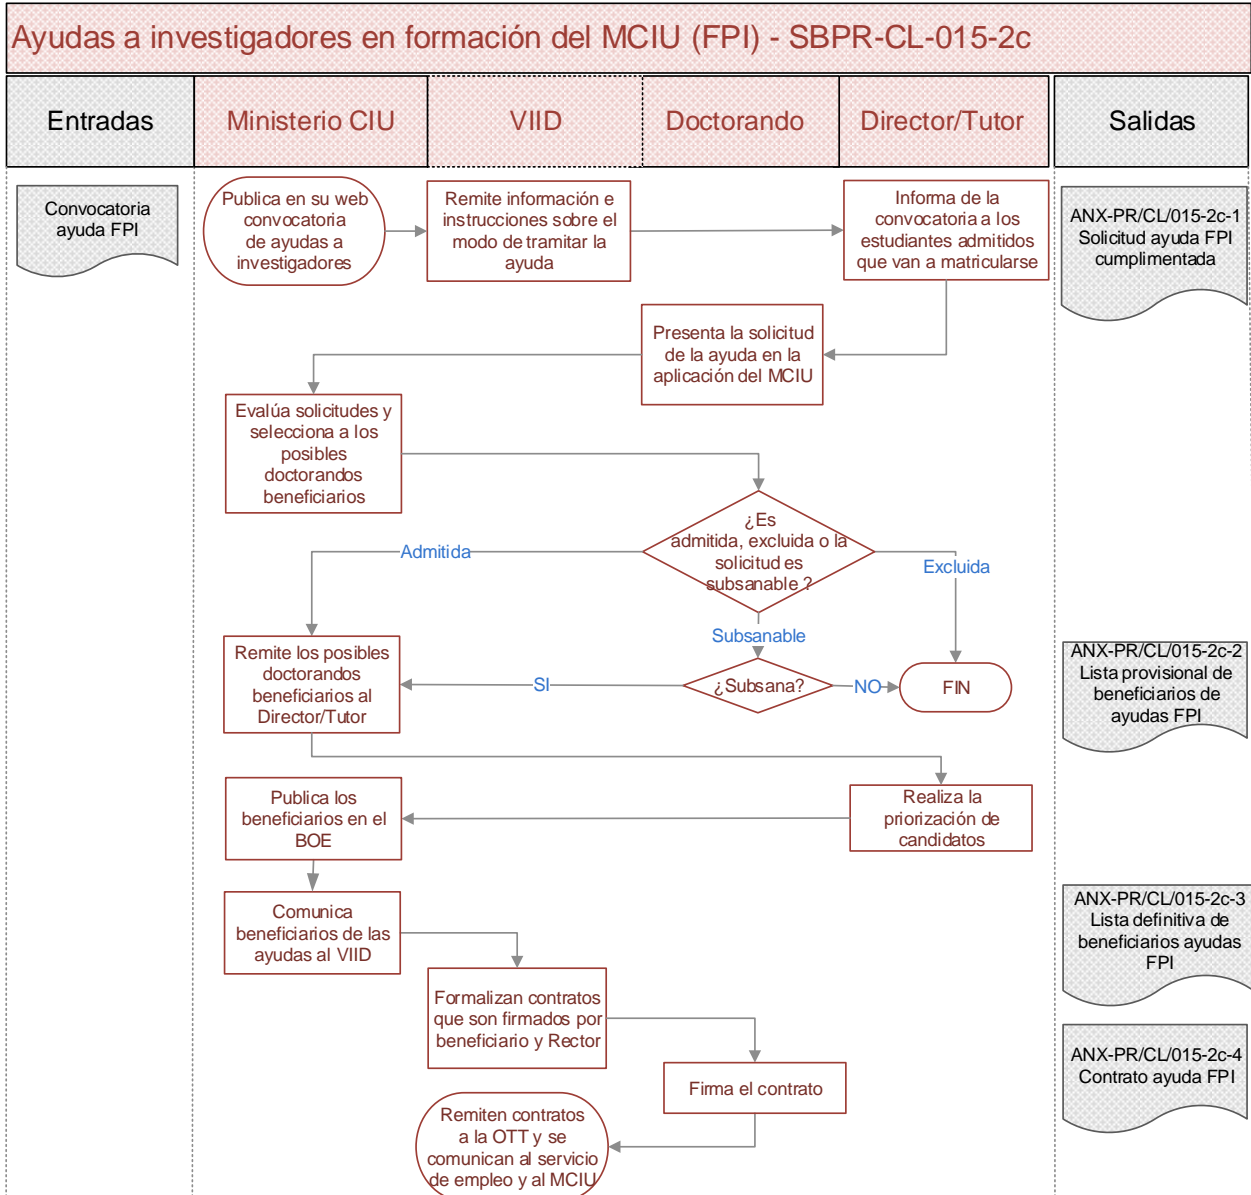 Ayudas a investigadores en formación del MCIU (FPI) - SBPR-CL-015-2c
Entradas
Ministerio CIU
VIID
Doctorando
Director/Tutor
Salidas
Convocatoria
ayuda FPI
Publica en su web
convocatoria
de ayudas a
investigadores
Remite información e
instrucciones sobre el
modo de tramitar la
ayuda
Informa de la
convocatoria a los
estudiantes admitidos
que van a matricularse
ANX-PR/CL/015-2c-1
Solicitud ayuda FPI
cumplimentada
Presenta la solicitud
de la ayuda en la
aplicación del MCIU
Evalúa solicitudes y
selecciona a los
posibles
doctorandos
beneficiarios
¿Es
admitida, excluida o la
solicitud es
subsanable ?
Admitida
Excluida
Subsanable
Remite los posibles
doctorandos
beneficiarios al
Director/Tutor
SI
¿Subsana?
NO
FIN
ANX-PR/CL/015-2c-2
Lista provisional de
beneficiarios de
ayudas FPI
Publica los
beneficiarios en el
BOE
Realiza la
priorización de
candidatos
Comunica
beneficiarios de las
ayudas al VIID
ANX-PR/CL/015-2c-3
Lista definitiva de
beneficiarios ayudas
FPI
Formalizan contratos
que son firmados por
beneficiario y Rector
Firma el contrato
ANX-PR/CL/015-2c-4
Contrato ayuda FPI
Remiten contratos
a la OTT y se
comunican al servicio
de empleo y al MCIU